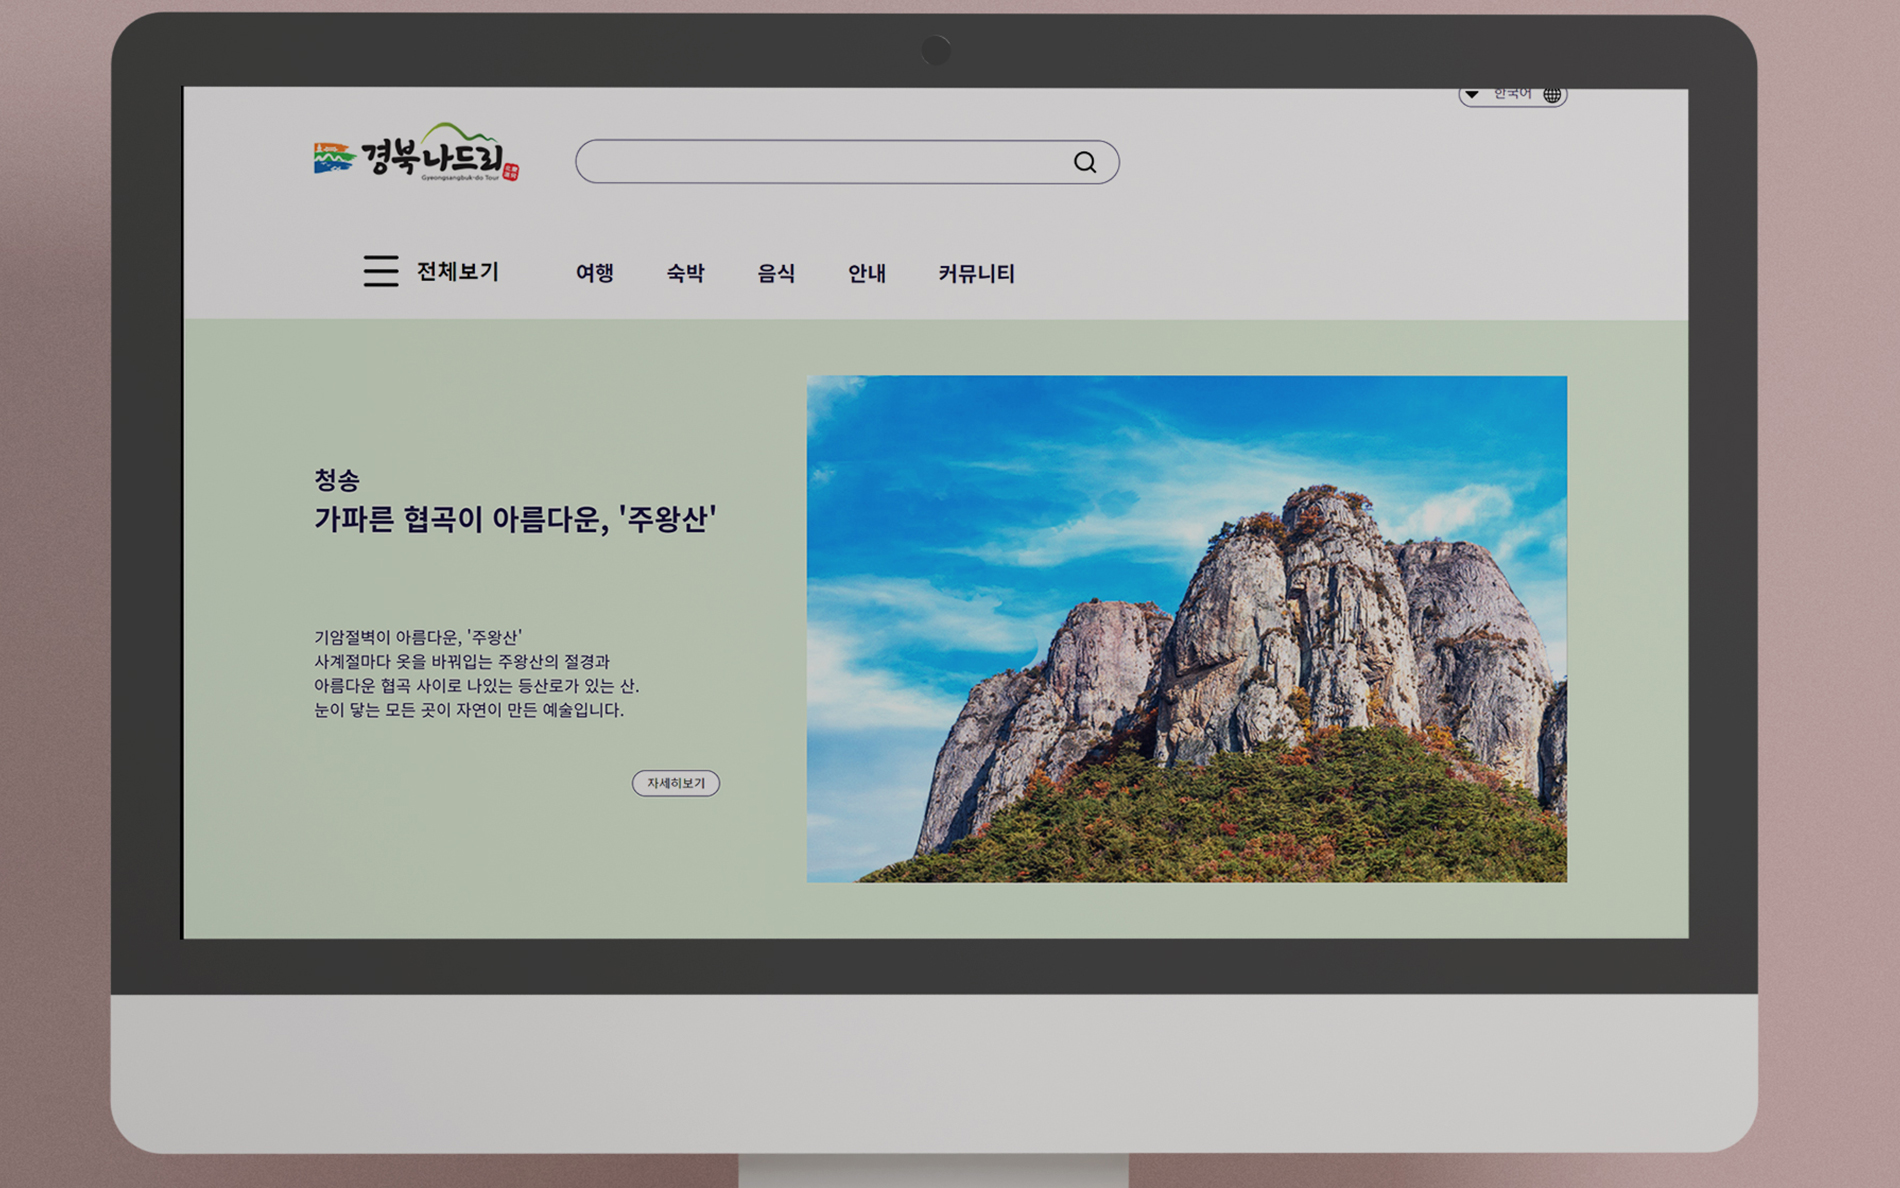 한국어
경북나드리
Gyeongsangbuk-do Tour
전체보기 여행 숙박 음식 안내 커뮤니티
청송
가파른 협곡이 아름다운, '주왕산'
기암절벽이 아름다운, '주왕산'
사계절마다 옷을 바꿔입는 주왕산의 절경과
아름다운 협곡 사이로 나있는 등산로가 있는 산.
눈이 닿는 모든 곳이 자연이 만든 예술입니다.
자세히보기